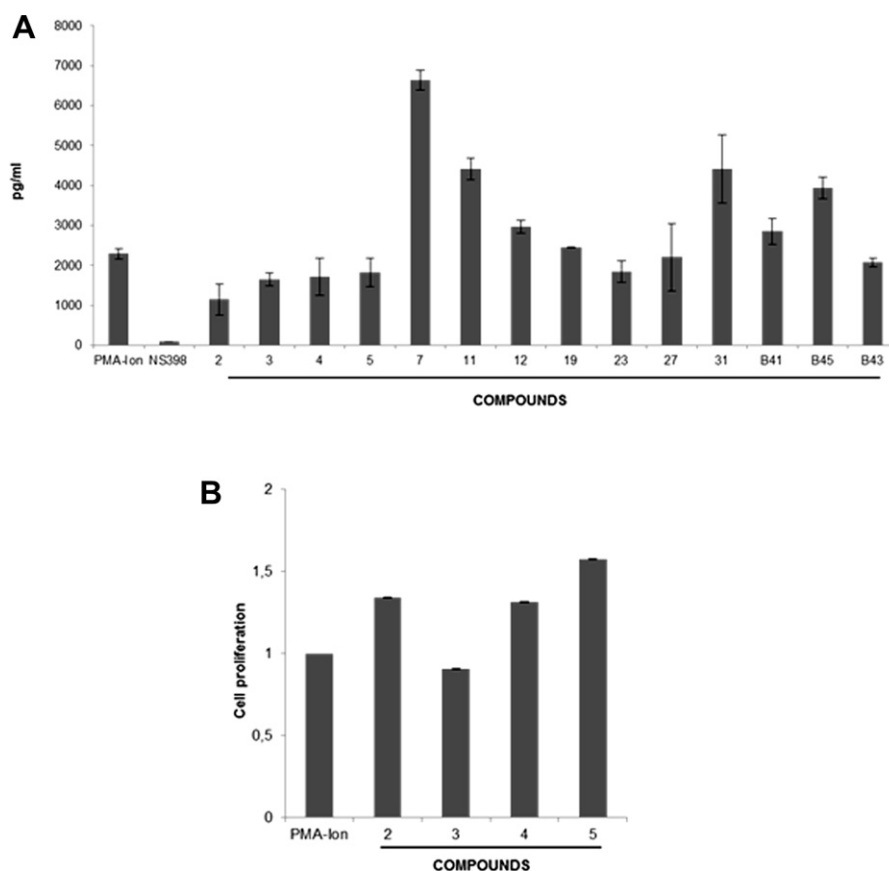 A
8000
7000
6000
5000
4000
3000
2000
1000
0
pg/ml
PMA-Ion NS398 2 3 4 5 7 11 12 19 23 27 31 B41 B45 B43
COMPOUNDS
B
2
1,5
1
0,5
0
Cell proliferation
PMA-Ion 2 3 4 5
COMPOUNDS